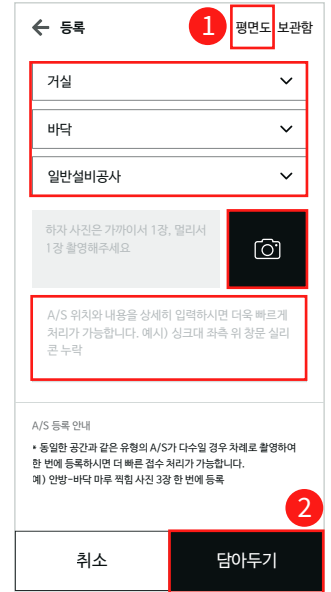 등록
1
평면도 보관함
거실
바닥
일반설비공사
하자 사진은 가까이서 1장, 멀리서
1장 촬영해주세요
A/S 위치와 내용을 상세히 입력하시면 더욱 빠르게
처리가 가능합니다. 예시) 싱크대 좌측 위 창문 실리
콘 누락
A/S 등록 안내
• 동일한 공간과 같은 유형의 A/S가 다수일 경우 차례로 촬영하여
한 번에 등록하시면 더 빠른 접수 처리가 가능합니다.
예) 안방-바닥 마루 찍힘 사진 3장 한 번에 등록
2
취소
담아두기